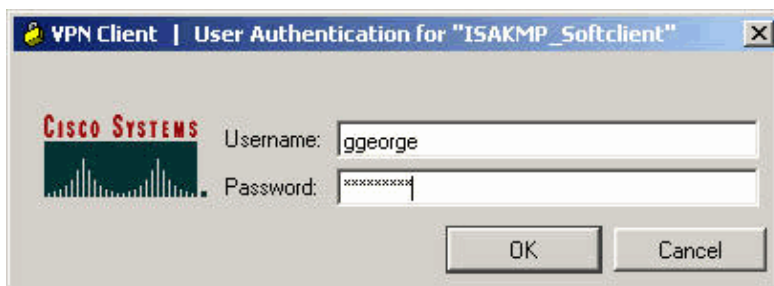 VPN Client | User Authentication for "ISAKMP_Softclient"
CISCO SYSTEMS
Username: ggeorge
Password: *********
OK Cancel